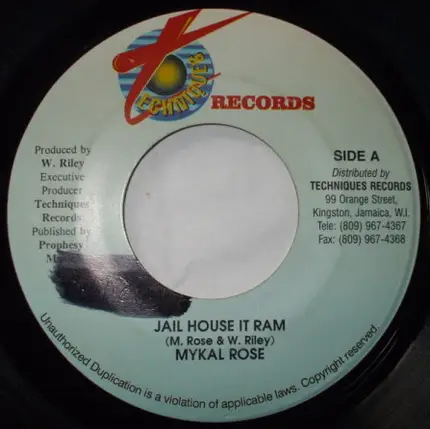 TECHNIQUES
RECORDS
Produced by
W. Riley
Executive
Producer
Techniques
Records
Published by
Prophesy
SIDE A
Distributed by
TECHNIQUES RECORDS
99 Orange Street,
Kingston, Jamaica, W.I.
Tele: (809) 967-4367
Fax: (809) 967-4368
JAIL HOUSE IT RAM
(M. Rose & W. Riley)
MYKAL ROSE
Unauthorized Duplication is a violation of applicable laws. Copyright reserved.